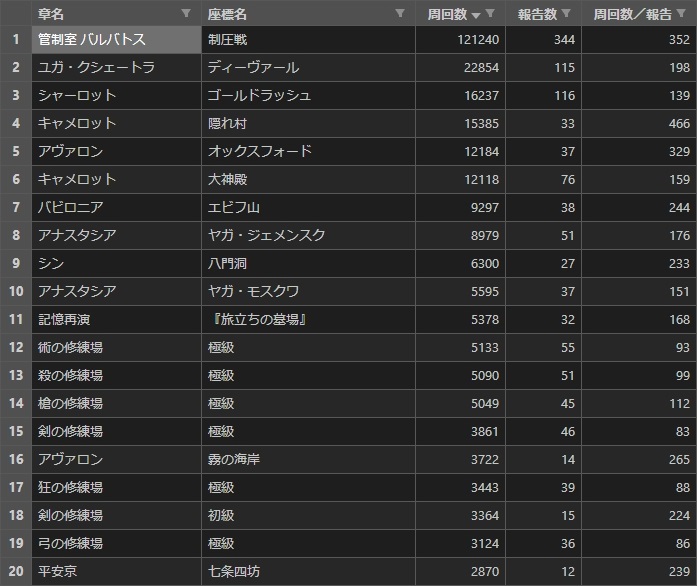 章名 座標名 周回数 報告数 周回数／報告
1 管制室 バルバトス 制圧戦 121240 344 352
2 ユガ・クシェートラ ディーヴァール 22854 115 198
3 シャーロット ゴールドラッシュ 16237 116 139
4 キャメロット 隠れ村 15385 33 466
5 アヴァロン オックスフォード 12184 37 329
6 キャメロット 大神殿 12118 76 159
7 バビロニア エビフ山 9297 38 244
8 アナスタシア ヤガ・ジェメンスク 8979 51 176
9 シン 八門洞 6300 27 233
10 アナスタシア ヤガ・モスクワ 5595 37 151
11 記憶再演 『旅立ちの墓場』 5378 32 168
12 術の修練場 極級 5133 55 93
13 殺の修練場 極級 5090 51 99
14 槍の修練場 極級 5049 45 112
15 剣の修練場 極級 3861 46 83
16 アヴァロン 霧の海岸 3722 14 265
17 狂の修練場 極級 3443 39 88
18 剣の修練場 初級 3364 15 224
19 弓の修練場 極級 3124 36 86
20 平安京 七条四坊 2870 12 239